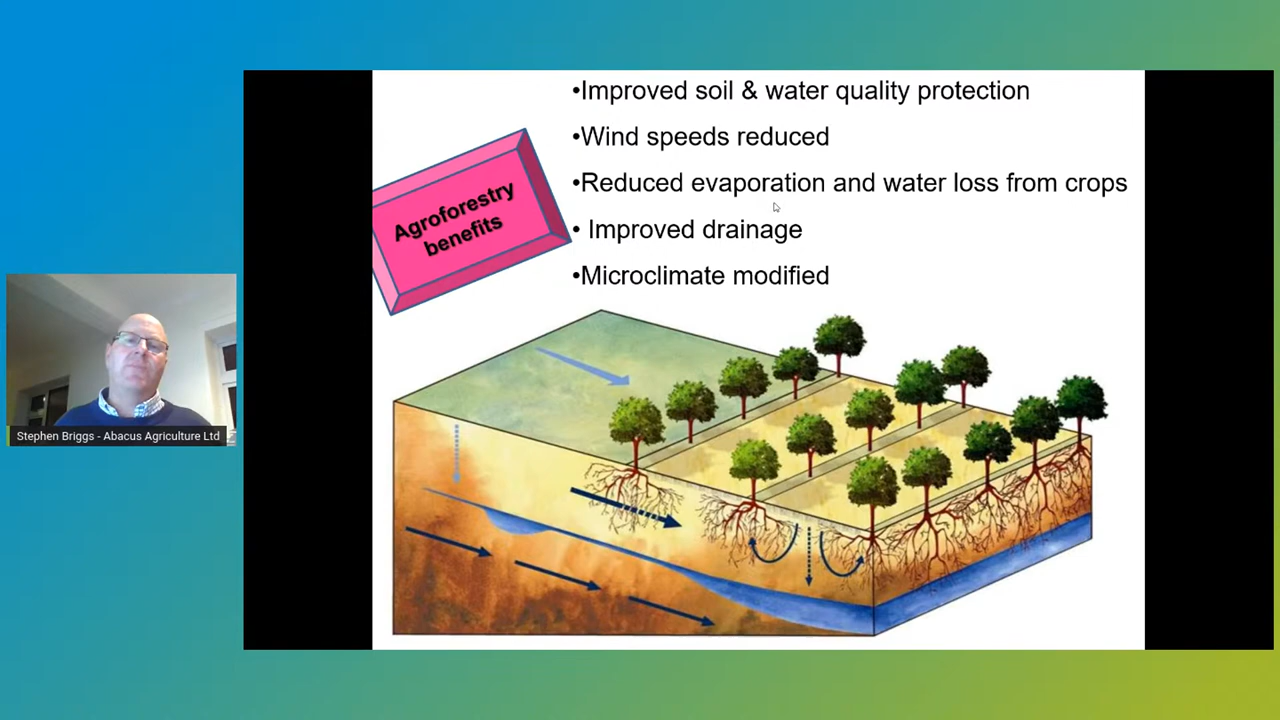 •Improved soil & water quality protection
•Wind speeds reduced
•Reduced evaporation and water loss from crops
• Improved drainage
•Microclimate modified
Agroforestry
benefits
Stephen Briggs - Abacus Agriculture Ltd